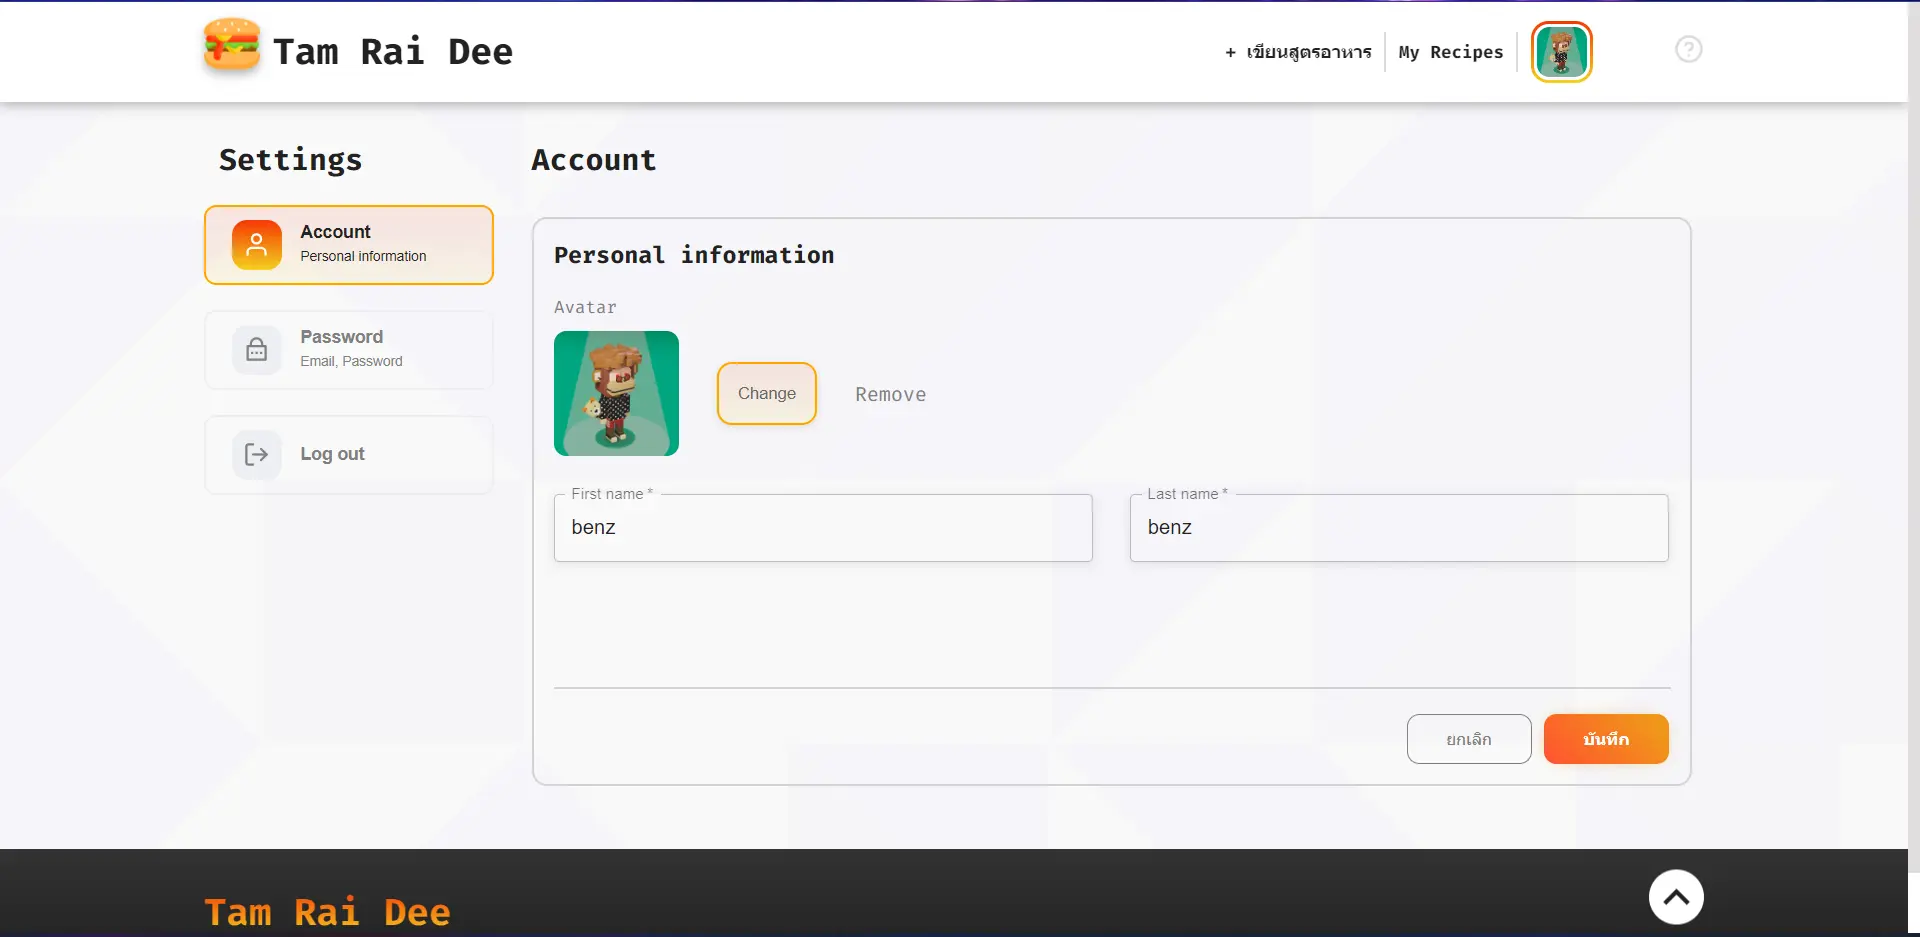 Tam Rai Dee
+ เขียนสูตรอาหาร
My Recipes
Settings
Account
Personal information
Password
Email, Password
Log out
Account
Personal information
Avatar
Change
Remove
First name *
benz
Last name *
benz
ยกเลิก
บันทึก
Tam Rai Dee